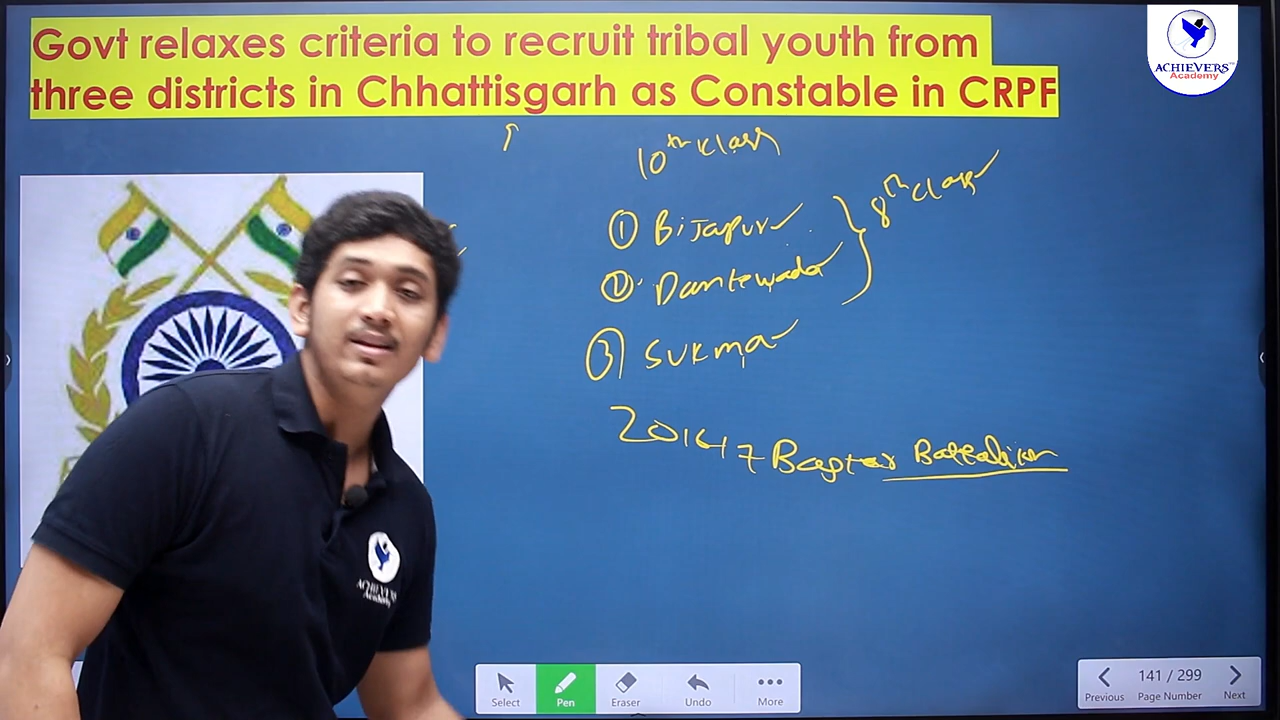 Govt relaxes criteria to recruit tribal youth from
three districts in Chhattisgarh as Constable in CRPF
ACHIEVERS™
Academy
10th class
8th class
① Bijapur
② Dantewada
③ Sukma
Bastar Battalion
ACHIEVERS
Academy
Select
Pen
Eraser
Undo
More
Previous
141 / 299
Page Number
Next